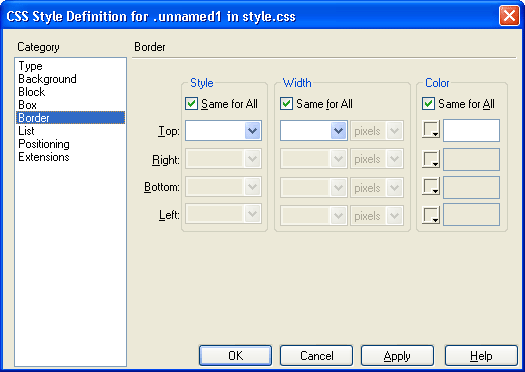 CSS Style Definition for .unnamed1 in style.css
Category
Border
Type
Background
Block
Box
Border
List
Positioning
Extensions
Style Width Color
Same for All Same for All Same for All
Top: pixels
Right: pixels
Bottom: pixels
Left: pixels
OK Cancel Apply Help